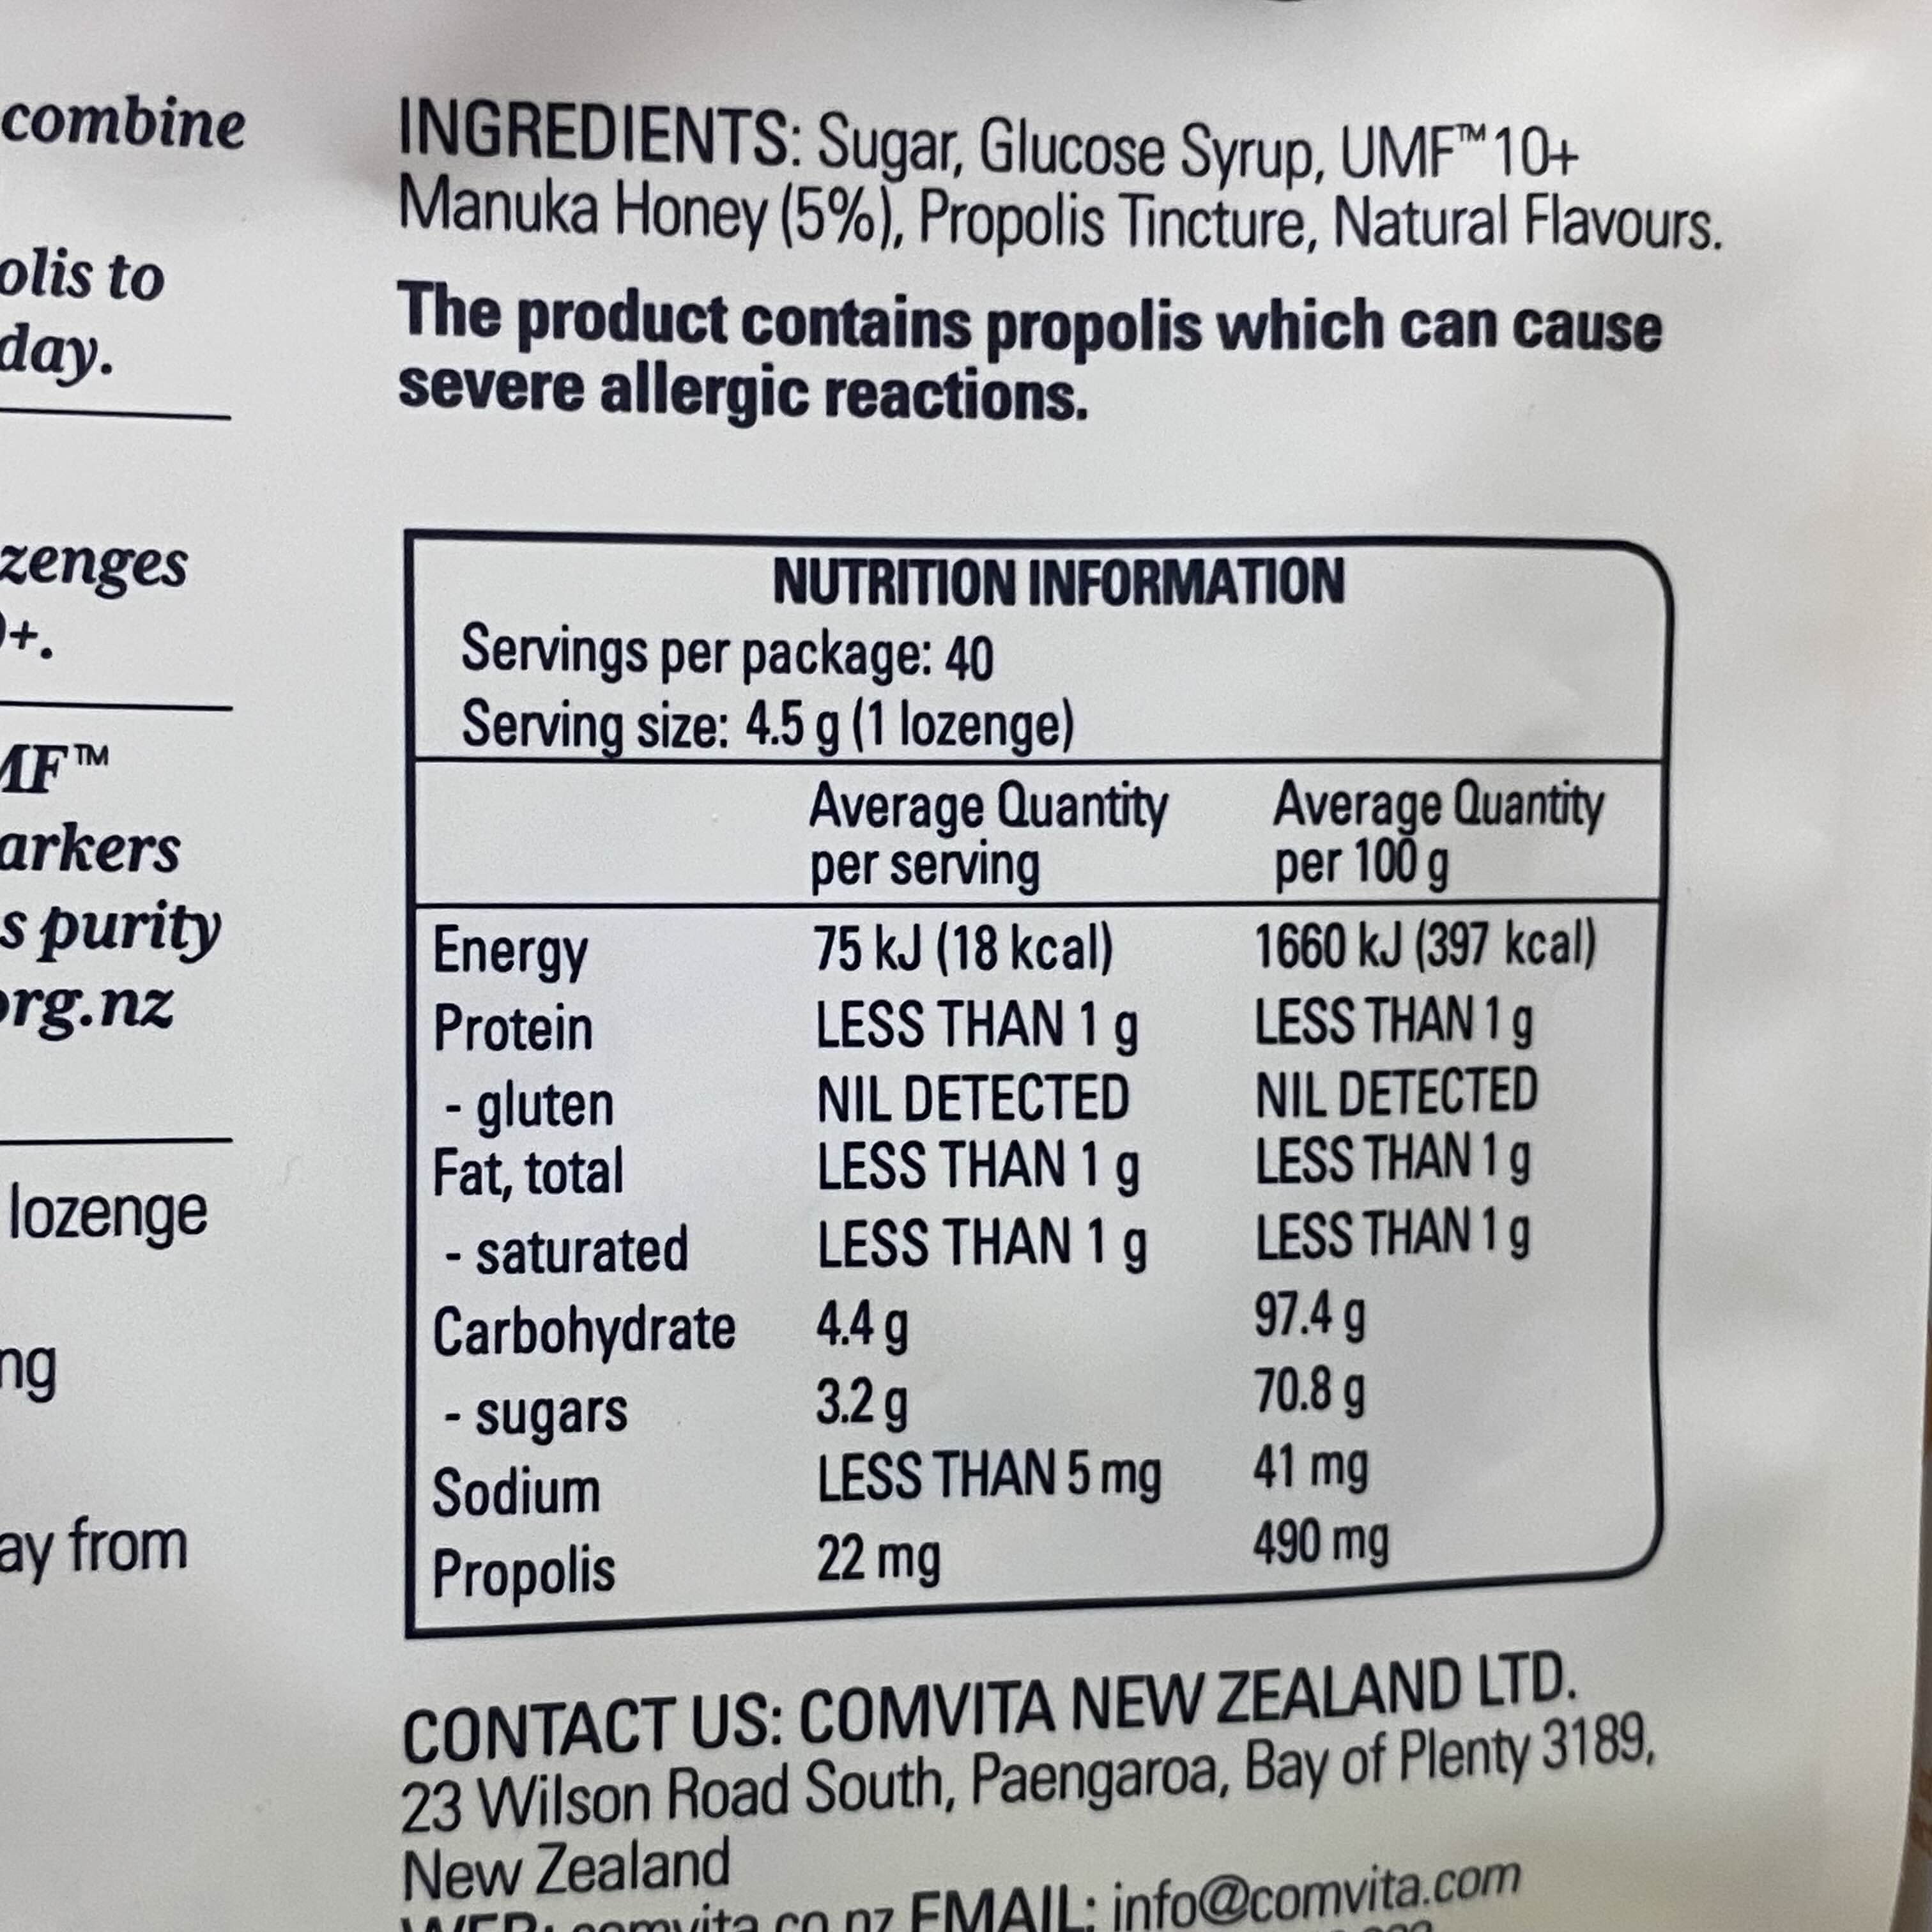 combine
olis to
day.
zenges
+.
MF™
arkers
s purity
org.nz
lozenge
ng
ay from
INGREDIENTS: Sugar, Glucose Syrup, UMF™10+
Manuka Honey (5%), Propolis Tincture, Natural Flavours.
The product contains propolis which can cause
severe allergic reactions.
NUTRITION INFORMATION
Servings per package: 40
Serving size: 4.5 g (1 lozenge)
Average Quantity per serving Average Quantity per 100 g
Energy 75 kJ (18 kcal) 1660 kJ (397 kcal)
Protein LESS THAN 1 g LESS THAN 1 g
- gluten NIL DETECTED NIL DETECTED
Fat, total LESS THAN 1 g LESS THAN 1 g
- saturated LESS THAN 1 g LESS THAN 1 g
Carbohydrate 4.4 g 97.4 g
- sugars 3.2 g 70.8 g
Sodium LESS THAN 5 mg 41 mg
Propolis 22 mg 490 mg
CONTACT US: COMVITA NEW ZEALAND LTD.
23 Wilson Road South, Paengaroa, Bay of Plenty 3189,
New Zealand
WEB: comvita.co.nz EMAIL: info@comvita.com